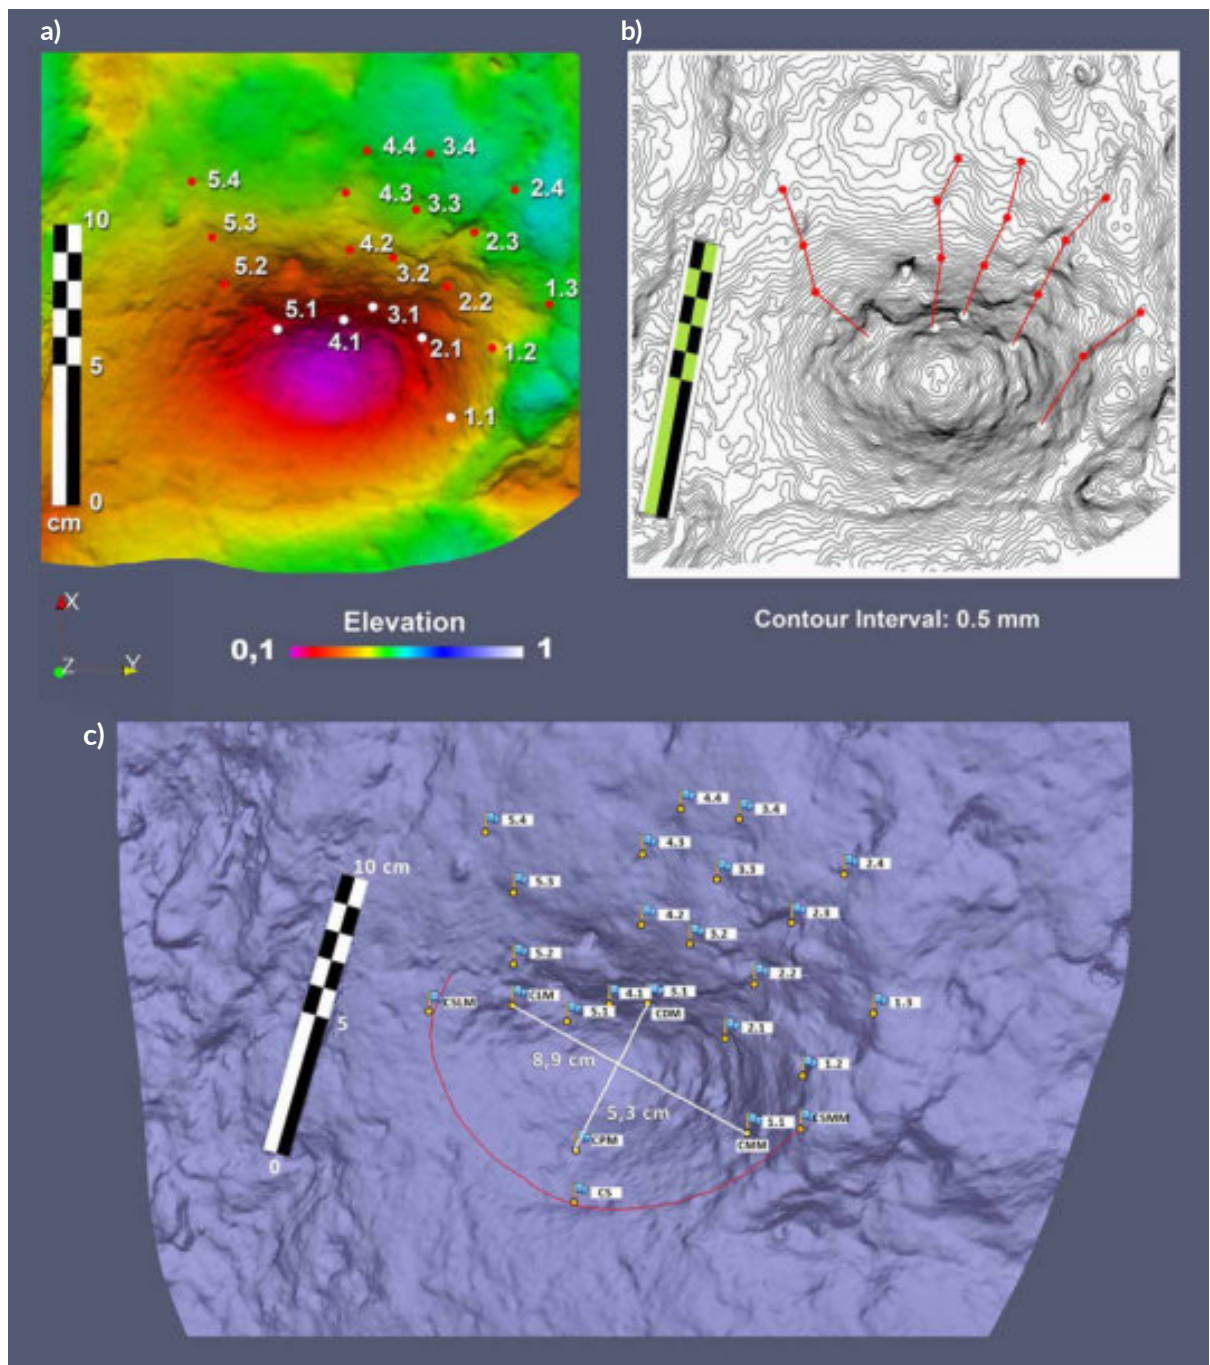 a)
b)
4.4
3.4
5.4
4.3
3.3
2.4
10
5.3
4.2
2.3
5.2
3.2
2.2
1.3
5.1
3.1
4.1
2.1
1.2
5
1.1
0
cm
X
Z
Y
Elevation
0,1
1
Contour Interval: 0.5 mm
c)
4.4
3.4
5.4
4.3
2.4
10 cm
5.3
3.3
4.2
2.3
3.2
5.2
2.2
CSLM
CLM
4.1
3.1
1.3
5.1
CDM
5
2.1
8,9 cm
1.2
5,3 cm
1.1
CSMM
CPM
CMM
0
CS